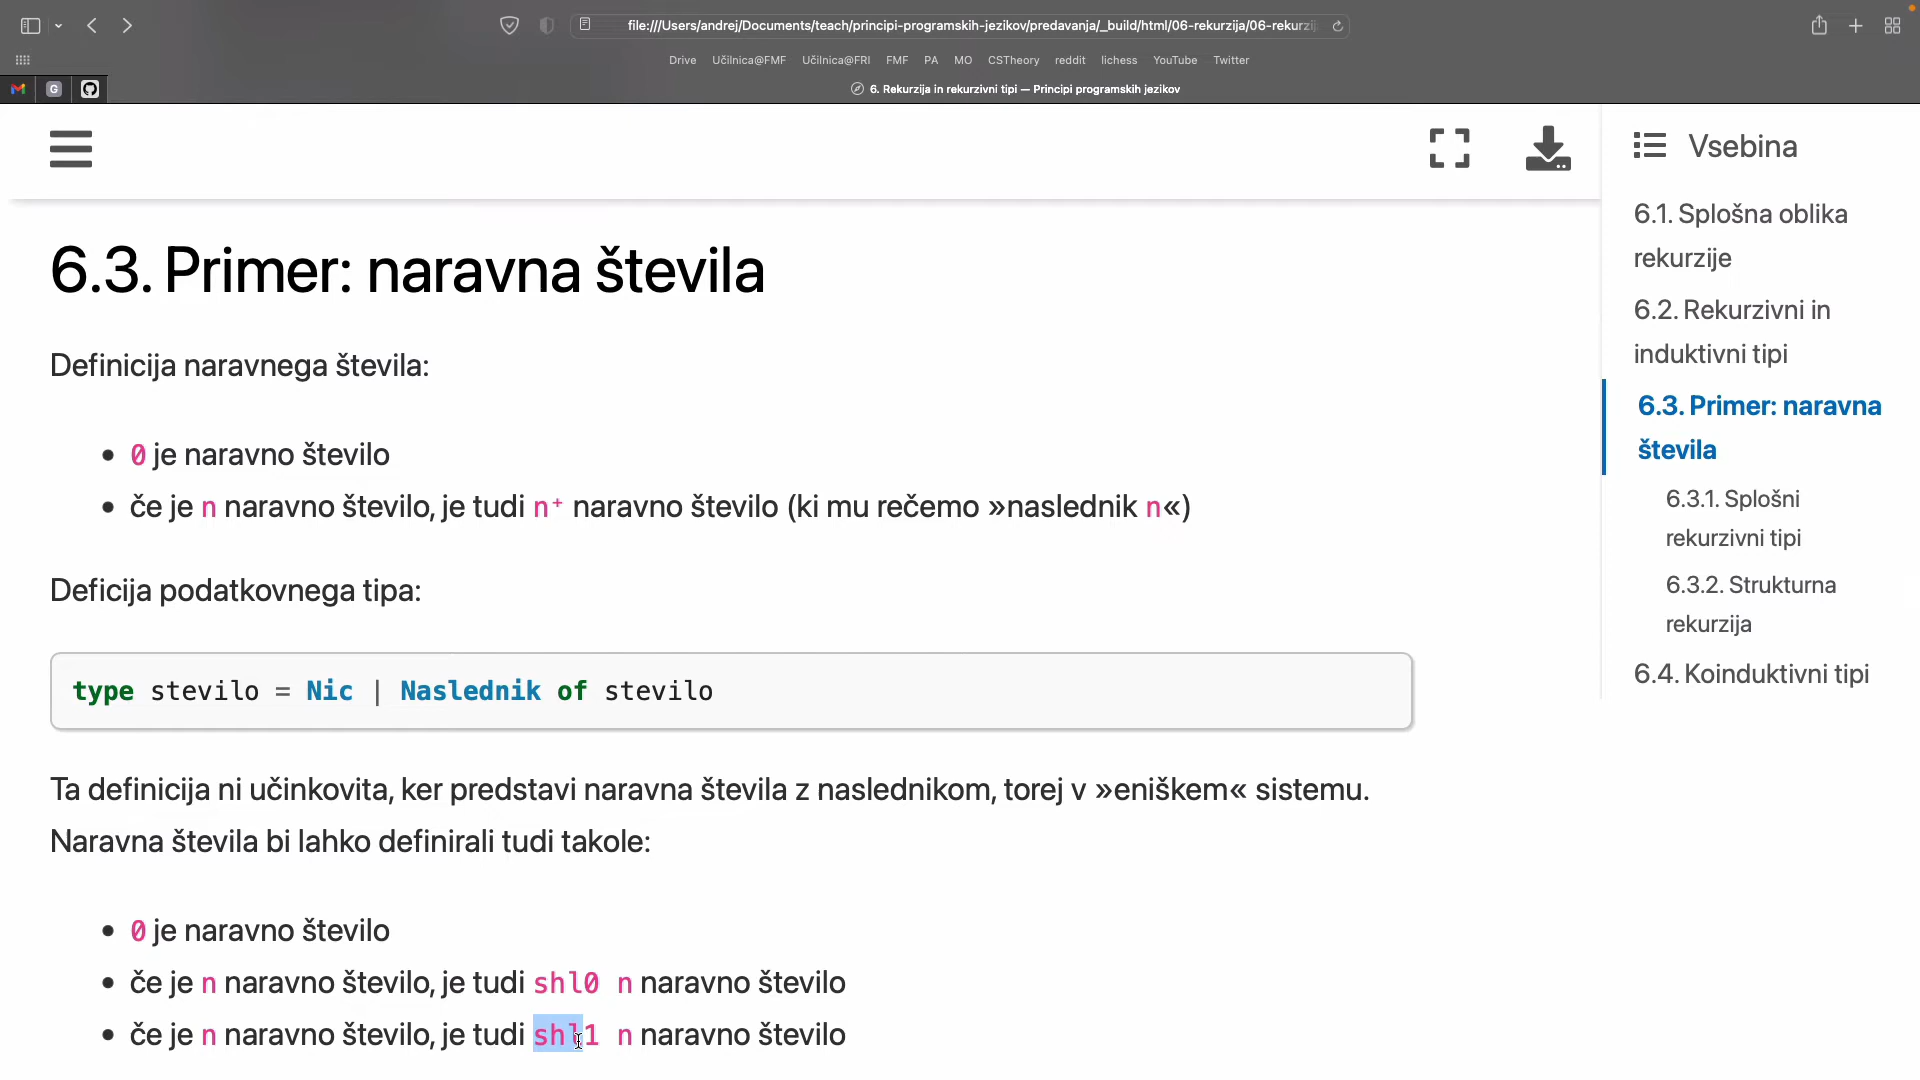 file:///Users/andrej/Documents/teach/principi-programskih-jezikov/predavanja/_build/html/06-rekurzija/06-rekurzij
Drive Učilnica@FMF Učilnica@FRI FMF PA MO CSTheory reddit lichess YouTube Twitter
G
6. Rekurzija in rekurzivni tipi — Principi programskih jezikov
Vsebina
6.1. Splošna oblika
rekurzije
6.2. Rekurzivni in
induktivni tipi
6.3. Primer: naravna
števila
6.3.1. Splošni
rekurzivni tipi
6.3.2. Strukturna
rekurzija
6.4. Koinduktivni tipi
6.3. Primer: naravna števila
Definicija naravnega števila:
• 0 je naravno število
• če je n naravno število, je tudi n⁺ naravno število (ki mu rečemo »naslednik n«)
Deficija podatkovnega tipa:
type stevilo = Nic | Naslednik of stevilo
Ta definicija ni učinkovita, ker predstavi naravna števila z naslednikom, torej v »eniškem« sistemu.
Naravna števila bi lahko definirali tudi takole:
• 0 je naravno število
• če je n naravno število, je tudi shl0 n naravno število
• če je n naravno število, je tudi shl1 n naravno število